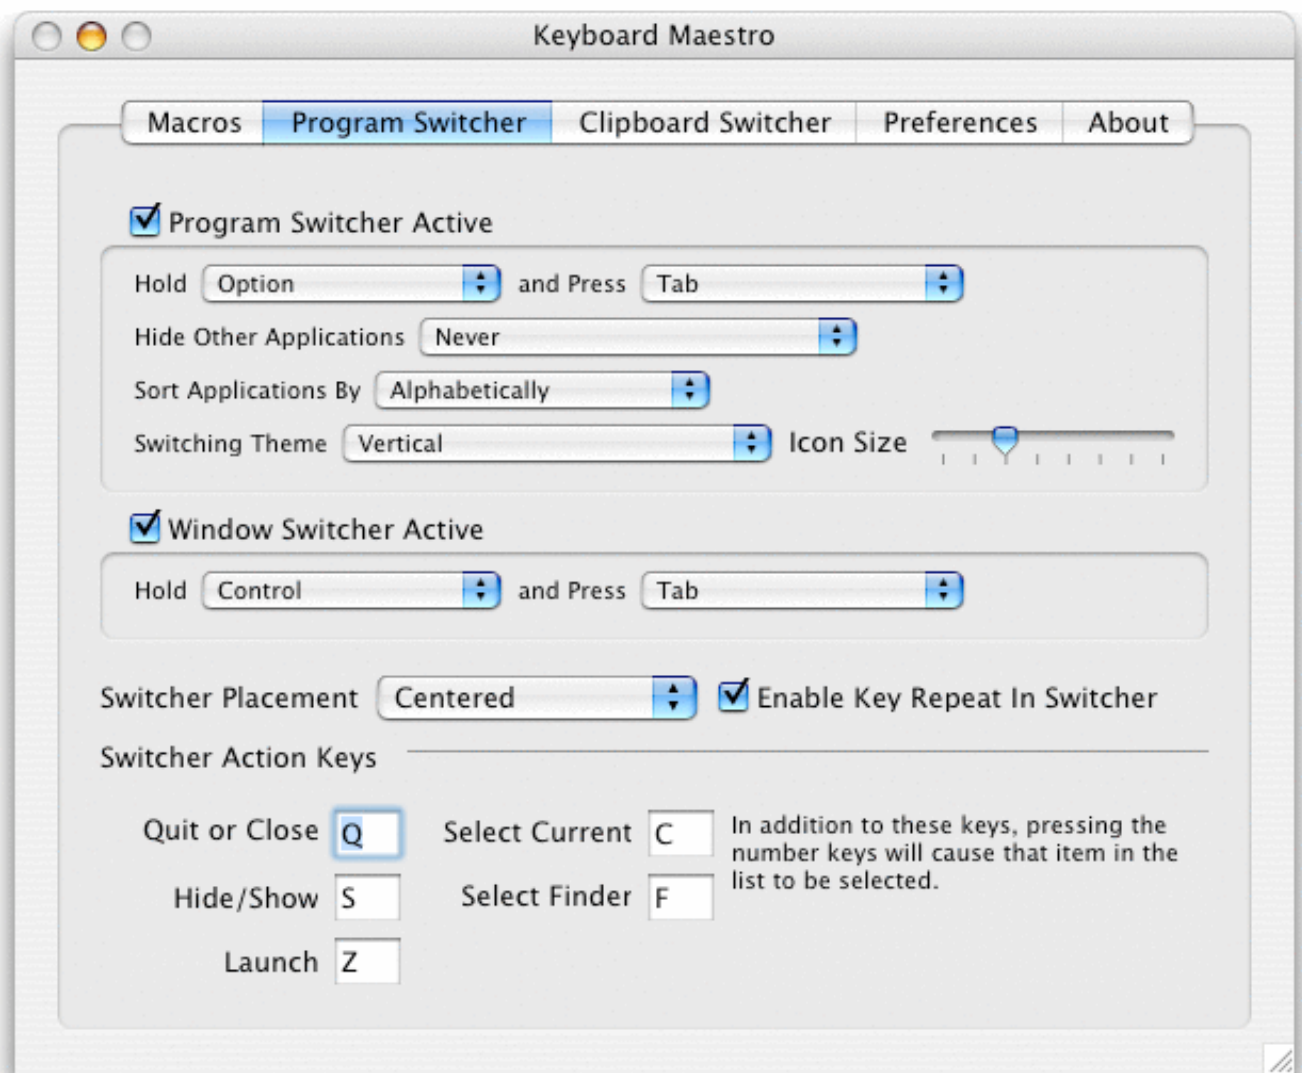 Keyboard Maestro
Macros Program Switcher Clipboard Switcher Preferences About
Program Switcher Active
Hold Option and Press Tab
Hide Other Applications Never
Sort Applications By Alphabetically
Switching Theme Vertical Icon Size
Window Switcher Active
Hold Control and Press Tab
Switcher Placement Centered Enable Key Repeat In Switcher
Switcher Action Keys
Quit or Close Q Select Current C
In addition to these keys, pressing the
number keys will cause that item in the
list to be selected.
Hide/Show S Select Finder F
Launch Z